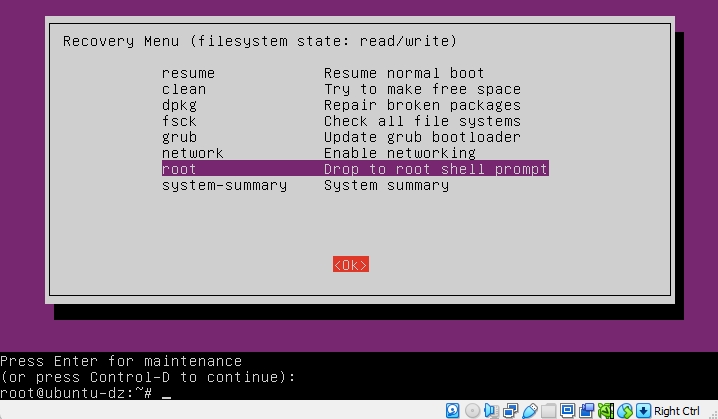 Recovery Menu (filesystem state: read/write)
resume Resume normal boot
clean Try to make free space
dpkg Repair broken packages
fsck Check all file systems
grub Update grub bootloader
network Enable networking
root Drop to root shell prompt
system-summary System summary
<Ok>
Press Enter for maintenance
(or press Control-D to continue):
root@ubuntu-dz:~# _
Right Ctrl